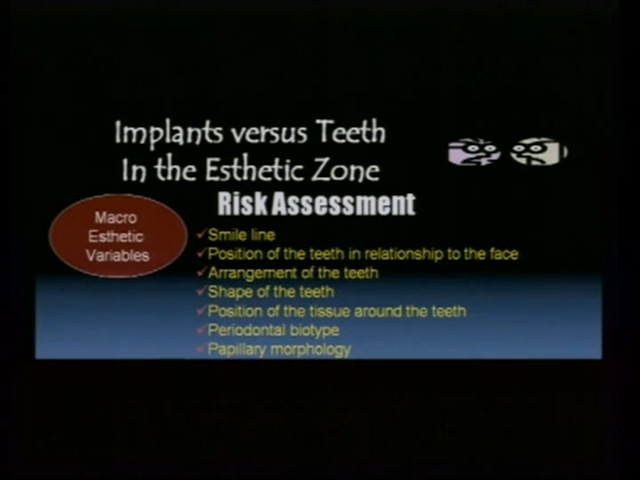 Implants versus Teeth
In the Esthetic Zone
Risk Assessment
Macro
Esthetic
Variables
Smile line
Position of the teeth in relationship to the face
Arrangement of the teeth
Shape of the teeth
Position of the tissue around the teeth
Periodontal biotype
Papillary morphology